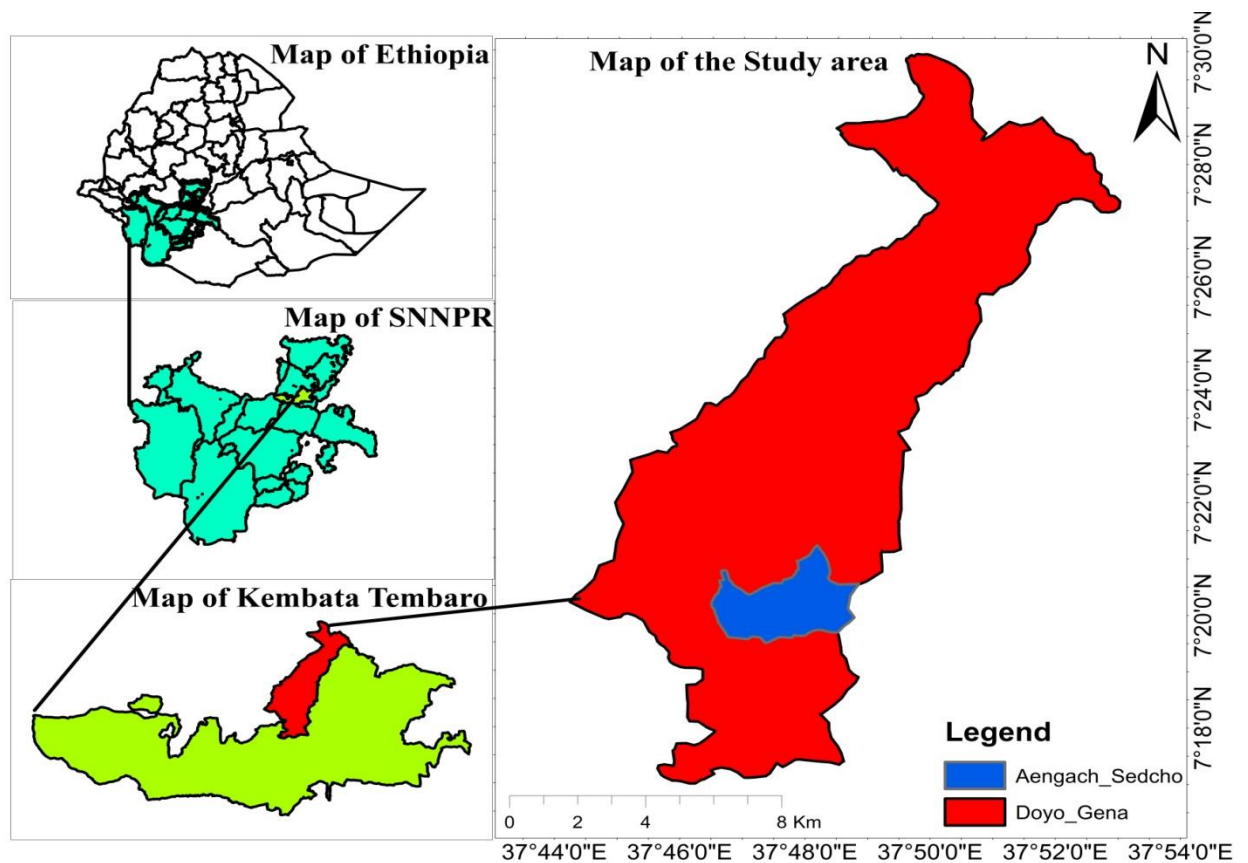 Map of Ethiopia
Map of SNNPR
Map of Kembata Tembaro
Map of the Study area
N
7°30'0"N
7°28'0"N
7°26'0"N
7°24'0"N
7°22'0"N
7°20'0"N
7°18'0"N
Legend
Aengach_Sedcho
Doyo_Gena
0 2 4 8 Km
37°44'0"E 37°46'0"E 37°48'0"E 37°50'0"E 37°52'0"E 37°54'0"E